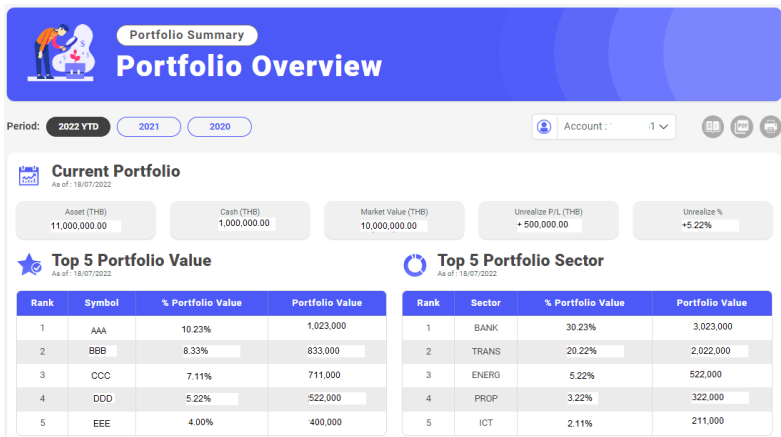 Portfolio Summary
Portfolio Overview
Period: 2022 YTD 2021 2020 Account : 1
PDF
Current Portfolio
As of : 18/07/2022
Asset (THB) Cash (THB) Market Value (THB) Unrealize P/L (THB) Unrealize %
11,000,000.00 1,000,000.00 10,000,000.00 + 500,000.00 +5.22%
Top 5 Portfolio Value
As of : 18/07/2022
Rank Symbol % Portfolio Value Portfolio Value
1 AAA 10.23% 1,023,000
2 BBB 8.33% 833,000
3 CCC 7.11% 711,000
4 DDD 5.22% 522,000
5 EEE 4.00% 400,000
Top 5 Portfolio Sector
As of : 18/07/2022
Rank Sector % Portfolio Value Portfolio Value
1 BANK 30.23% 3,023,000
2 TRANS 20.22% 2,022,000
3 ENERG 5.22% 522,000
4 PROP 3.22% 322,000
5 ICT 2.11% 211,000